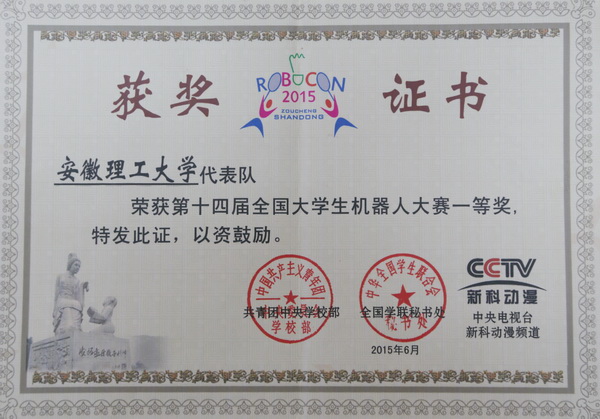 获奖
ROBOCON
2015
ZOUCHENG
SHANDONG
证书
安徽理工大学代表队
荣获第十四届全国大学生机器人大赛一等奖,
特发此证，以资鼓励。
中国共产主义青年团
学校部
共青团中央学校部
中华全国学生联合会
秘书处
全国学联秘书处
2015年6月
CCTV
新科动漫
中央电视台
新科动漫频道